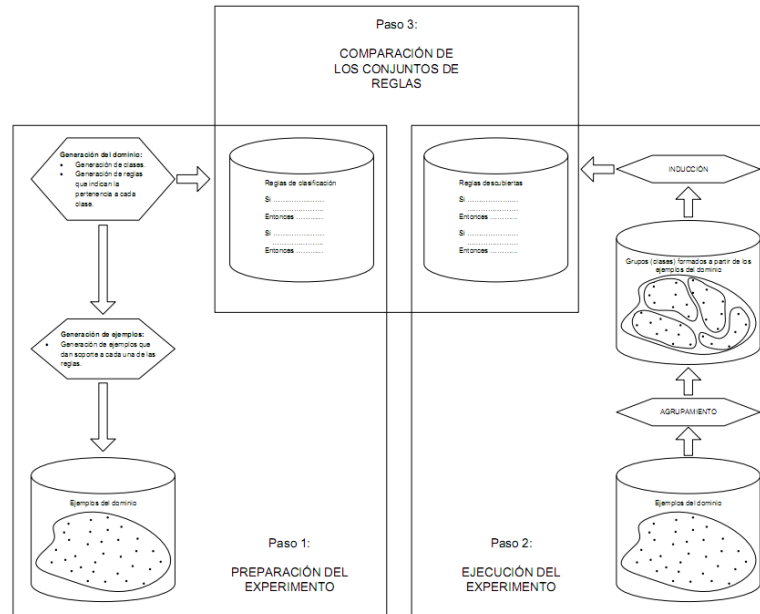 Paso 3:
COMPARACIÓN DE
LOS CONJUNTOS DE
REGLAS
Generación del dominio:
• Generación de clases.
• Generación de reglas
que indican la
pertenencia a cada
clase.
Reglas de clasificación
Si .....................
.....................
Entonces ............
Si .....................
.....................
Entonces ............
Reglas descubiertas
Si .....................
.....................
Entonces ............
Si .....................
.....................
Entonces ............
INDUCCIÓN
Grupos (clases) formados a partir de los
ejemplos del dominio
Generación de ejemplos:
• Generación de ejemplos que
dan soporte a cada una de las
reglas.
AGRUPAMIENTO
Ejemplos del dominio
Ejemplos del dominio
Paso 1:
PREPARACIÓN DEL
EXPERIMENTO
Paso 2:
EJECUCIÓN DEL
EXPERIMENTO